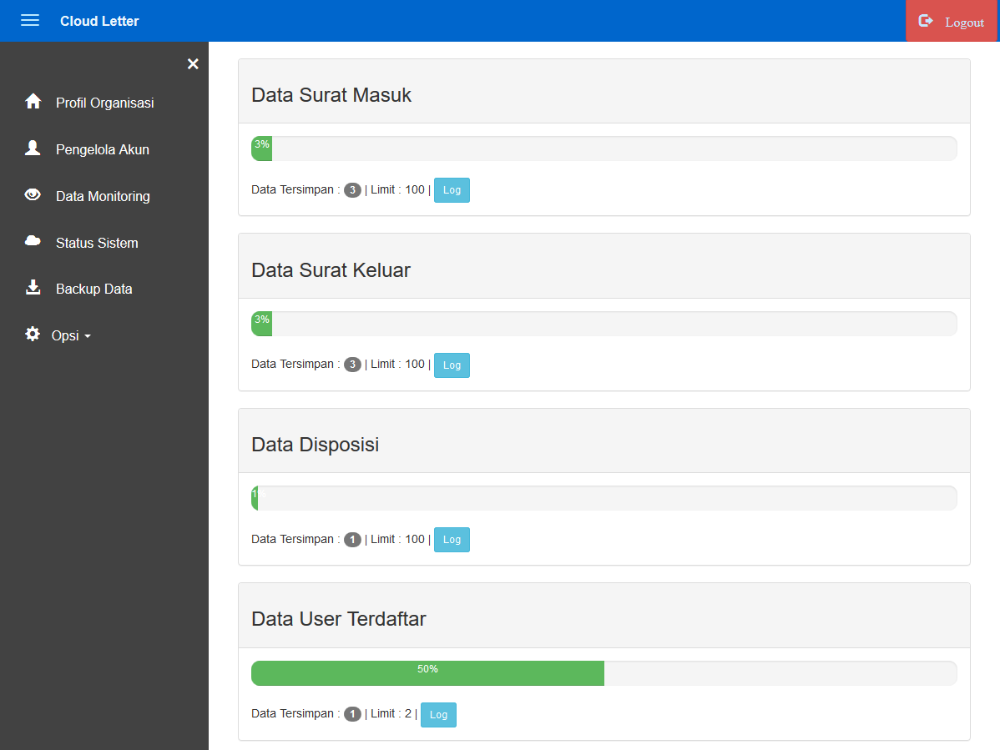 Cloud Letter
Logout
×
Profil Organisasi
Pengelola Akun
Data Monitoring
Status Sistem
Backup Data
Opsi
Data Surat Masuk
3%
Data Tersimpan : 3 | Limit : 100 | Log
Data Surat Keluar
3%
Data Tersimpan : 3 | Limit : 100 | Log
Data Disposisi
1%
Data Tersimpan : 1 | Limit : 100 | Log
Data User Terdaftar
50%
Data Tersimpan : 1 | Limit : 2 | Log